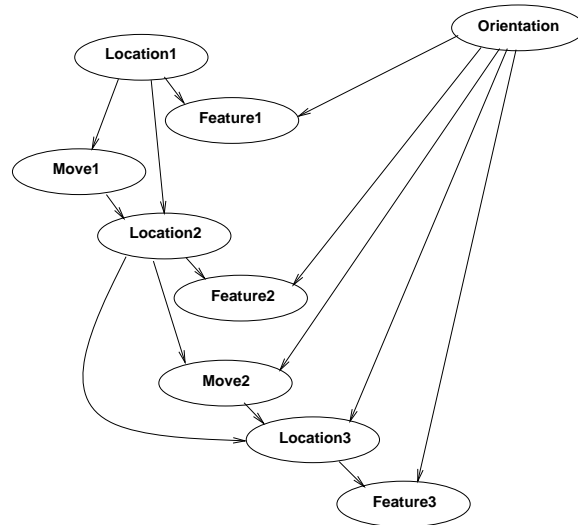 Orientation
Location1
Feature1
Move1
Location2
Feature2
Move2
Location3
Feature3